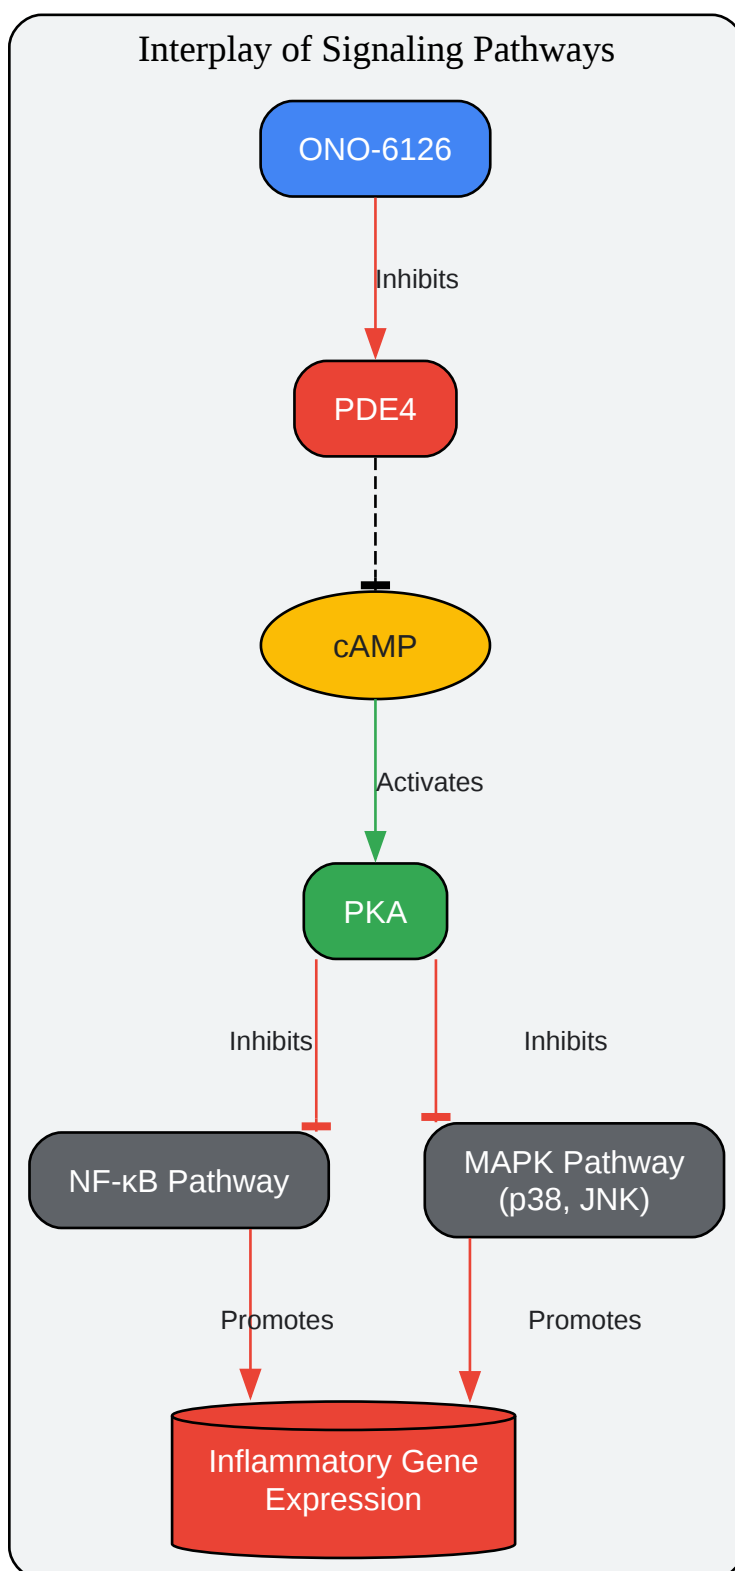 Interplay of Signaling Pathways
ONO-6126
Inhibits
PDE4
cAMP
Activates
PKA
Inhibits
Inhibits
NF-κB Pathway
MAPK Pathway
(p38, JNK)
Promotes
Promotes
Inflammatory Gene
Expression